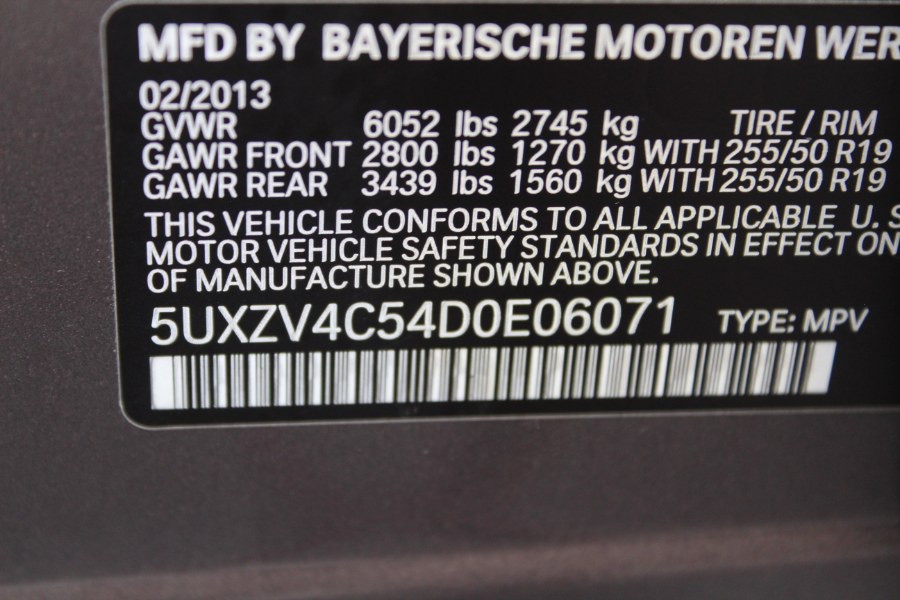 MFD BY BAYERISCHE MOTOREN WER
02/2013
GVWR 6052 lbs 2745 kg TIRE / RIM
GAWR FRONT 2800 lbs 1270 kg WITH 255/50 R19
GAWR REAR 3439 lbs 1560 kg WITH 255/50 R19
THIS VEHICLE CONFORMS TO ALL APPLICABLE U. S
MOTOR VEHICLE SAFETY STANDARDS IN EFFECT ON
OF MANUFACTURE SHOWN ABOVE.
5UXZV4C54D0E06071 TYPE: MPV